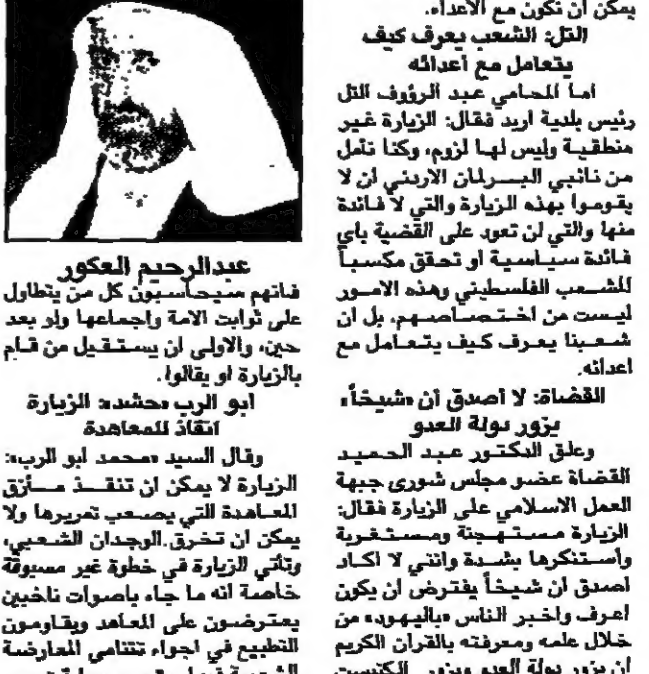 يمكن ان نكون مع الاعداء.
التل: الشعب يعرف كيف
يتعامل مع أعدائه
اما المحامي عبد الرؤوف التل
رئيس بلدية اربد فقال: الزيارة غير
منطقية وليس لها لزوم، وكنا نأمل
من نائبي البرلمان الاردني ان لا
يقوموا بهذه الزيارة والتي لا فائدة
منها والتي لن تعود على القضية باي
فائدة سياسية او تحقق مكسباً
للشعب الفلسطيني وهذه الامور
ليست من اختصاصهم، بل ان
شعبنا يعرف كيف يتعامل مع
اعدائه.
القضاة: لا أصدق أن «شيخاً»
يزور دولة العدو
وعلق الدكتور عبد الحميد
القضاة عضو مجلس شورى جبهة
العمل الاسلامي على الزيارة فقال:
الزيارة مستهجنة ومستغربة
وأستنكرها بشدة وانني لا اكاد
اصدق ان شيخاً يفترض ان يكون
اعرف واخبر الناس «باليهود» من
خلال علمه ومعرفته بالقران الكريم
ان يزور دولة العدو ويزور الكنيست
عبدالرحيم العكور
فانهم سيحاسبون كل من يتطاول
على ثوابت الامة واجماعها ولو بعد
حين، والاولى ان يستقيل من قام
بالزيارة او يقالوا.
ابو الرب «حشد»: الزيارة
انقاذ للمعاهدة
وقال السيد «محمد ابو الرب»:
الزيارة لا يمكن ان تنقذ مأزق
المعاهدة التي يصعب تمريرها ولا
يمكن ان تخرق الوجدان الشعبي،
وتأتي الزيارة في خطوة غير مسبوقة
خاصة انه ما جاء باصوات ناخبين
يعترضون على المعاهد ويقاومون
التطبيع في اجواء تتنامى المعارضة